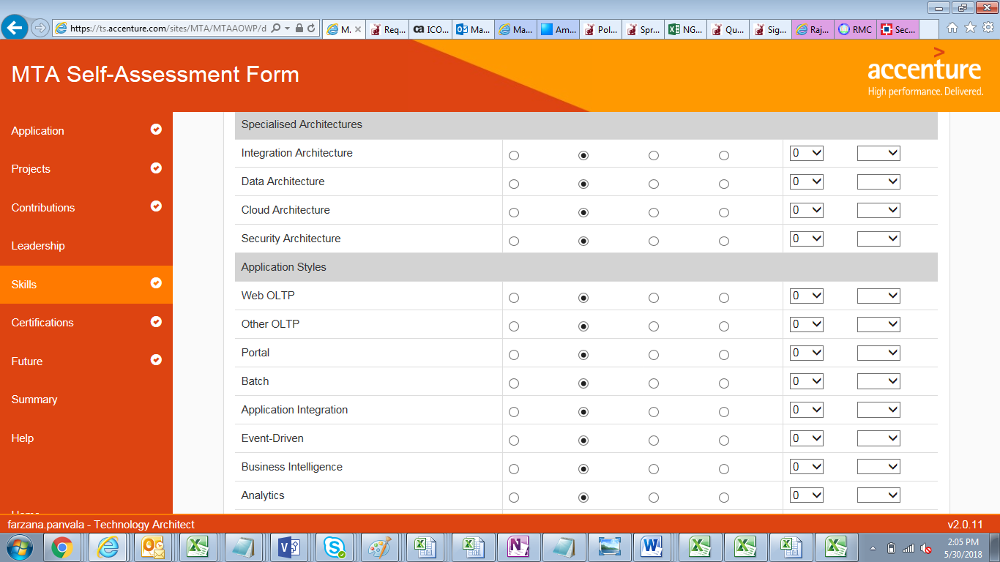 https://ts.accenture.com/sites/MTA/MTAAOWP/d
M.
Req...
ca ICO...
Ma...
Ma...
Am...
Pol...
Spr...
NG...
Qu...
Sig...
Raj...
RMC
Sec...
MTA Self-Assessment Form
>
accenture
High performance. Delivered.
Application
Projects
Contributions
Leadership
Skills
Certifications
Future
Summary
Help
Specialised Architectures
Integration Architecture 0
Data Architecture 0
Cloud Architecture 0
Security Architecture 0
Application Styles
Web OLTP 0
Other OLTP 0
Portal 0
Batch 0
Application Integration 0
Event-Driven 0
Business Intelligence 0
Analytics 0
farzana.panvala - Technology Architect
v2.0.11
2:05 PM
5/30/2018